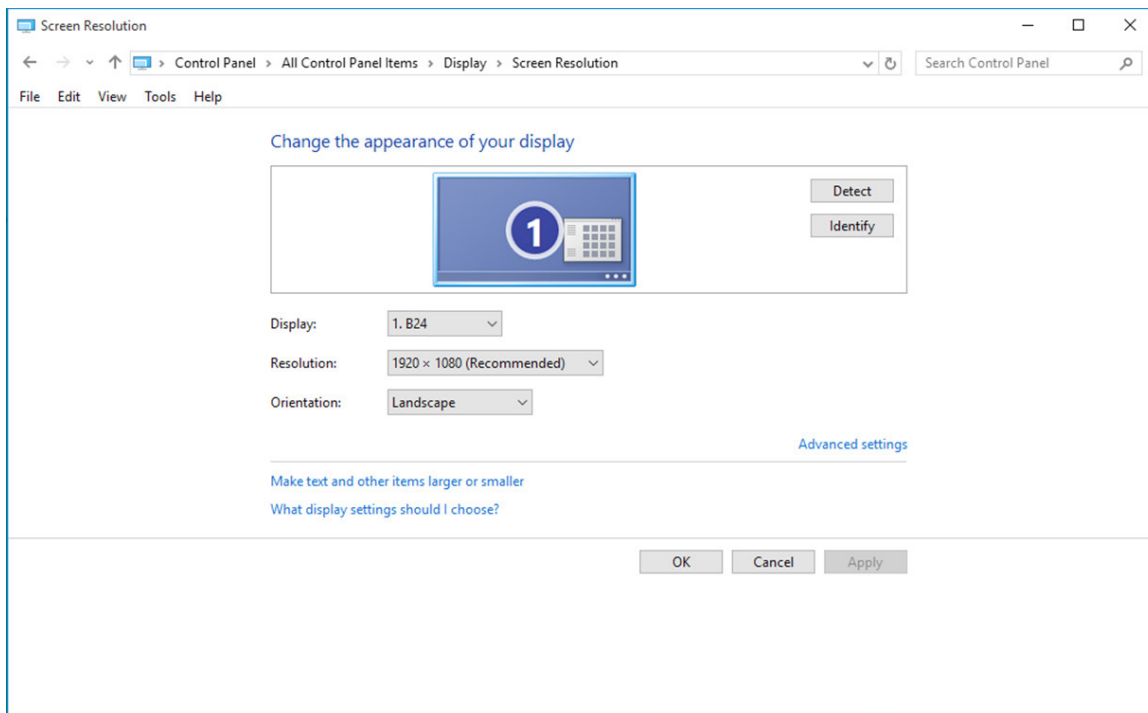 Screen Resolution
Control Panel > All Control Panel Items > Display > Screen Resolution
Search Control Panel
File Edit View Tools Help
Change the appearance of your display
1
Detect
Identify
Display: 1. B24
Resolution: 1920 × 1080 (Recommended)
Orientation: Landscape
Advanced settings
Make text and other items larger or smaller
What display settings should I choose?
OK Cancel Apply